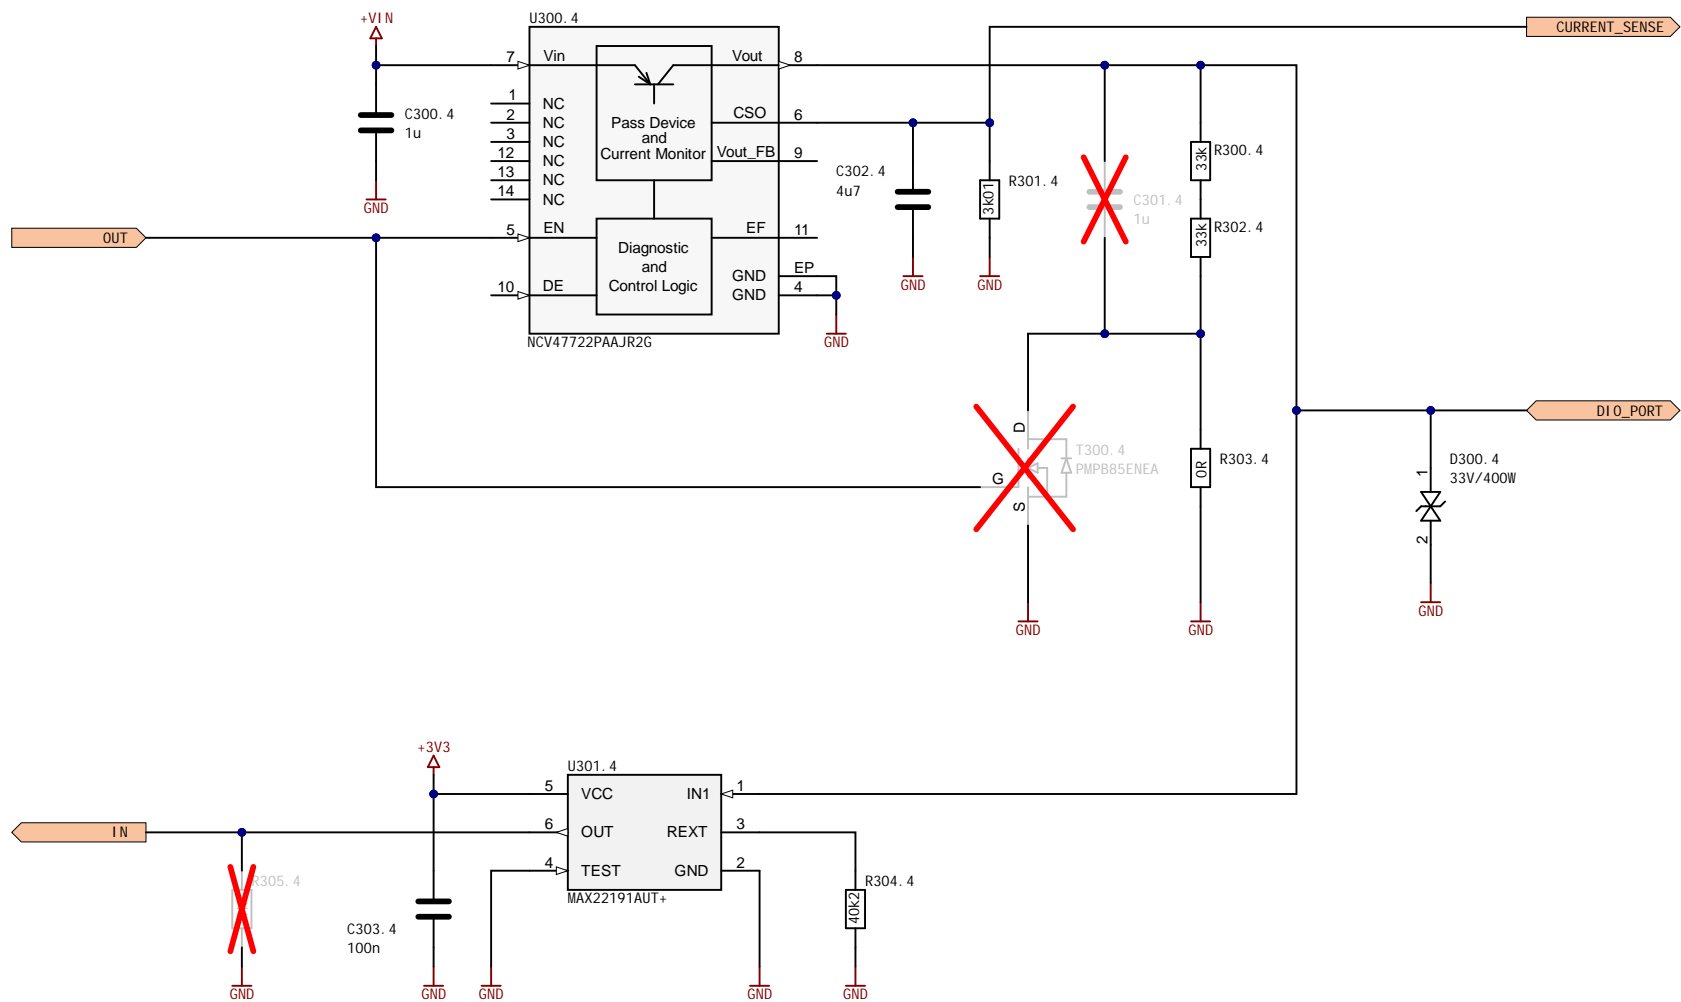 +VIN
U300.4
CURRENT_SENSE
7
Vin
Vout
8
C300.4
1u
1
NC
2
NC
3
NC
12
NC
13
NC
14
NC
Pass Device
and
Current Monitor
CSO
6
Vout_FB
9
C302.4
4u7
3k01
R301.4
C301.4
1u
33k
R300.4
33k
R302.4
GND
OUT
5
EN
EF
11
Diagnostic
and
Control Logic
10
DE
GND
EP
GND
4
GND
GND
GND
NCV47722PAAJR2G
DIO_PORT
D
G
S
T300.4
PMPB85ENEA
0R
R303.4
1
2
D300.4
33V/400W
GND
GND
GND
+3V3
U301.4
5
VCC
IN1
1
IN
6
OUT
REXT
3
4
TEST
GND
2
MAX22191AUT+
R305.4
C303.4
100n
40k2
R304.4
GND
GND
GND
GND
GND